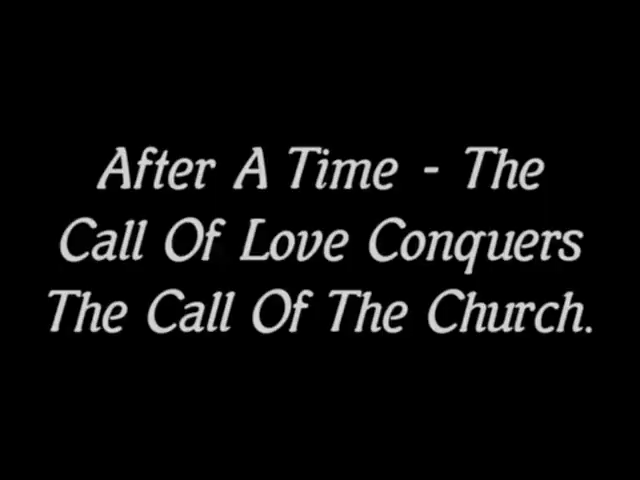 After A Time - The
Call Of Love Conquers
The Call Of The Church.